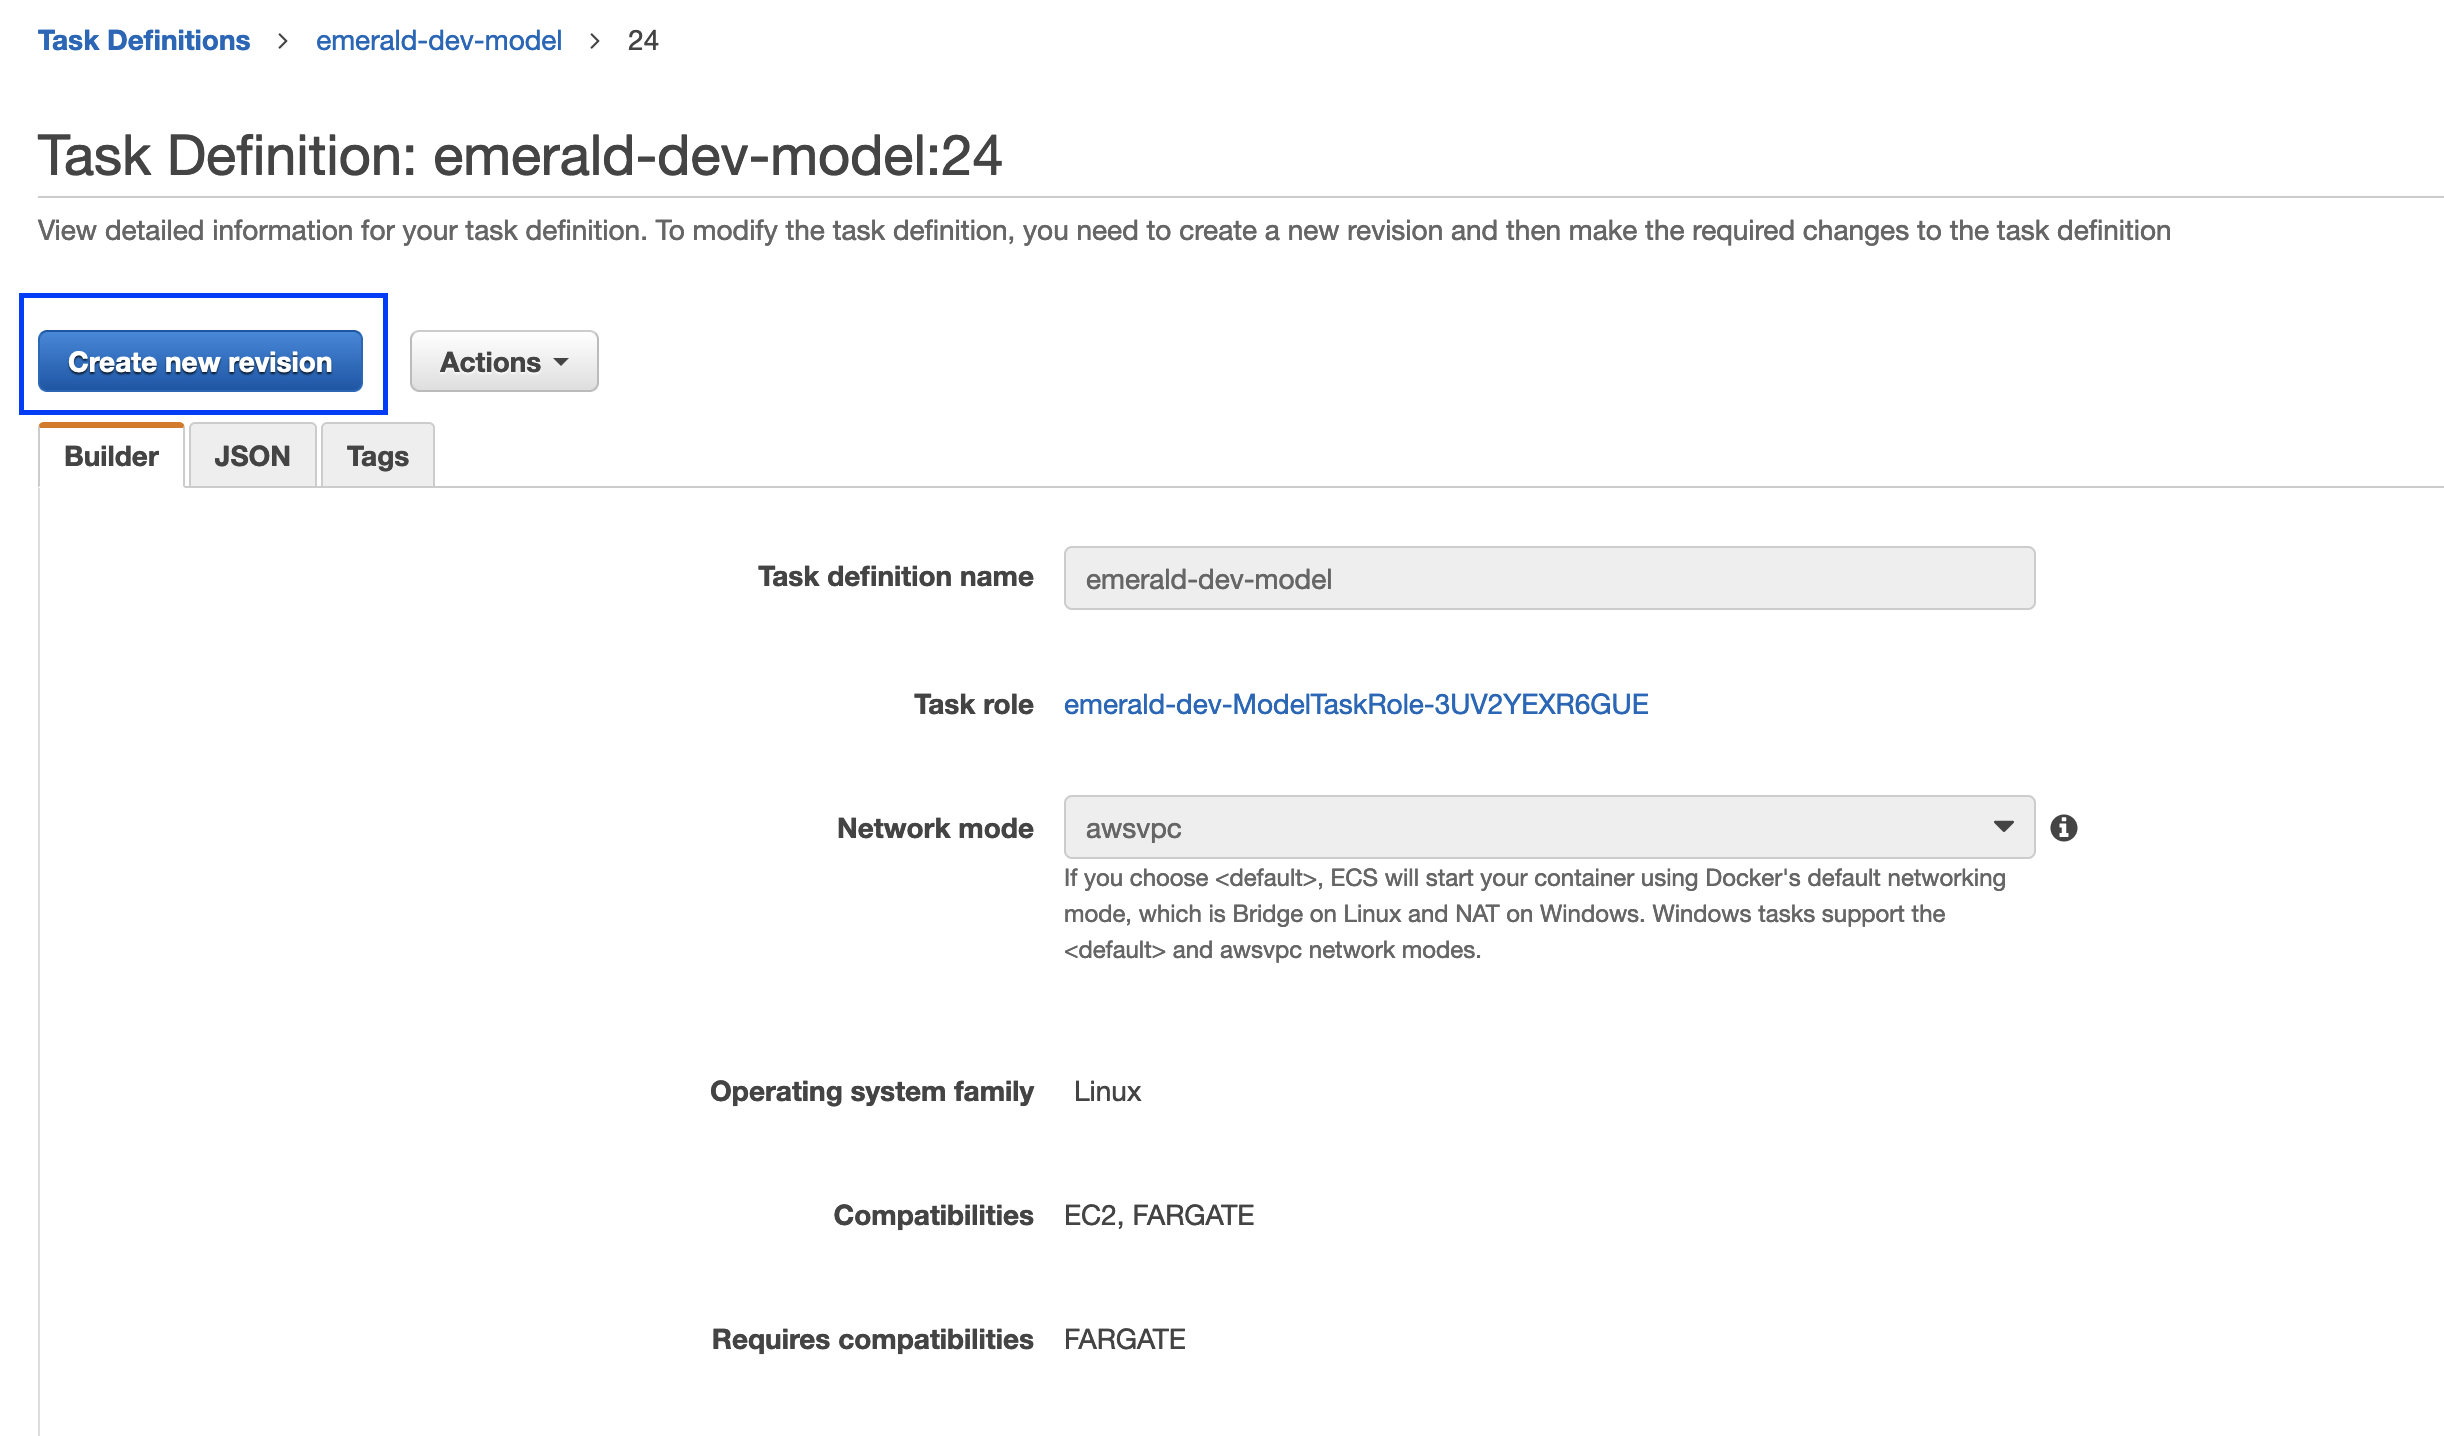 Task Definitions > emerald-dev-model > 24
Task Definition: emerald-dev-model:24
View detailed information for your task definition. To modify the task definition, you need to create a new revision and then make the required changes to the task definition
Create new revision Actions
Builder JSON Tags
Task definition name emerald-dev-model
Task role emerald-dev-ModelTaskRole-3UV2YEXR6GUE
Network mode awsvpc
If you choose <default>, ECS will start your container using Docker's default networking
mode, which is Bridge on Linux and NAT on Windows. Windows tasks support the
<default> and awsvpc network modes.
Operating system family Linux
Compatibilities EC2, FARGATE
Requires compatibilities FARGATE